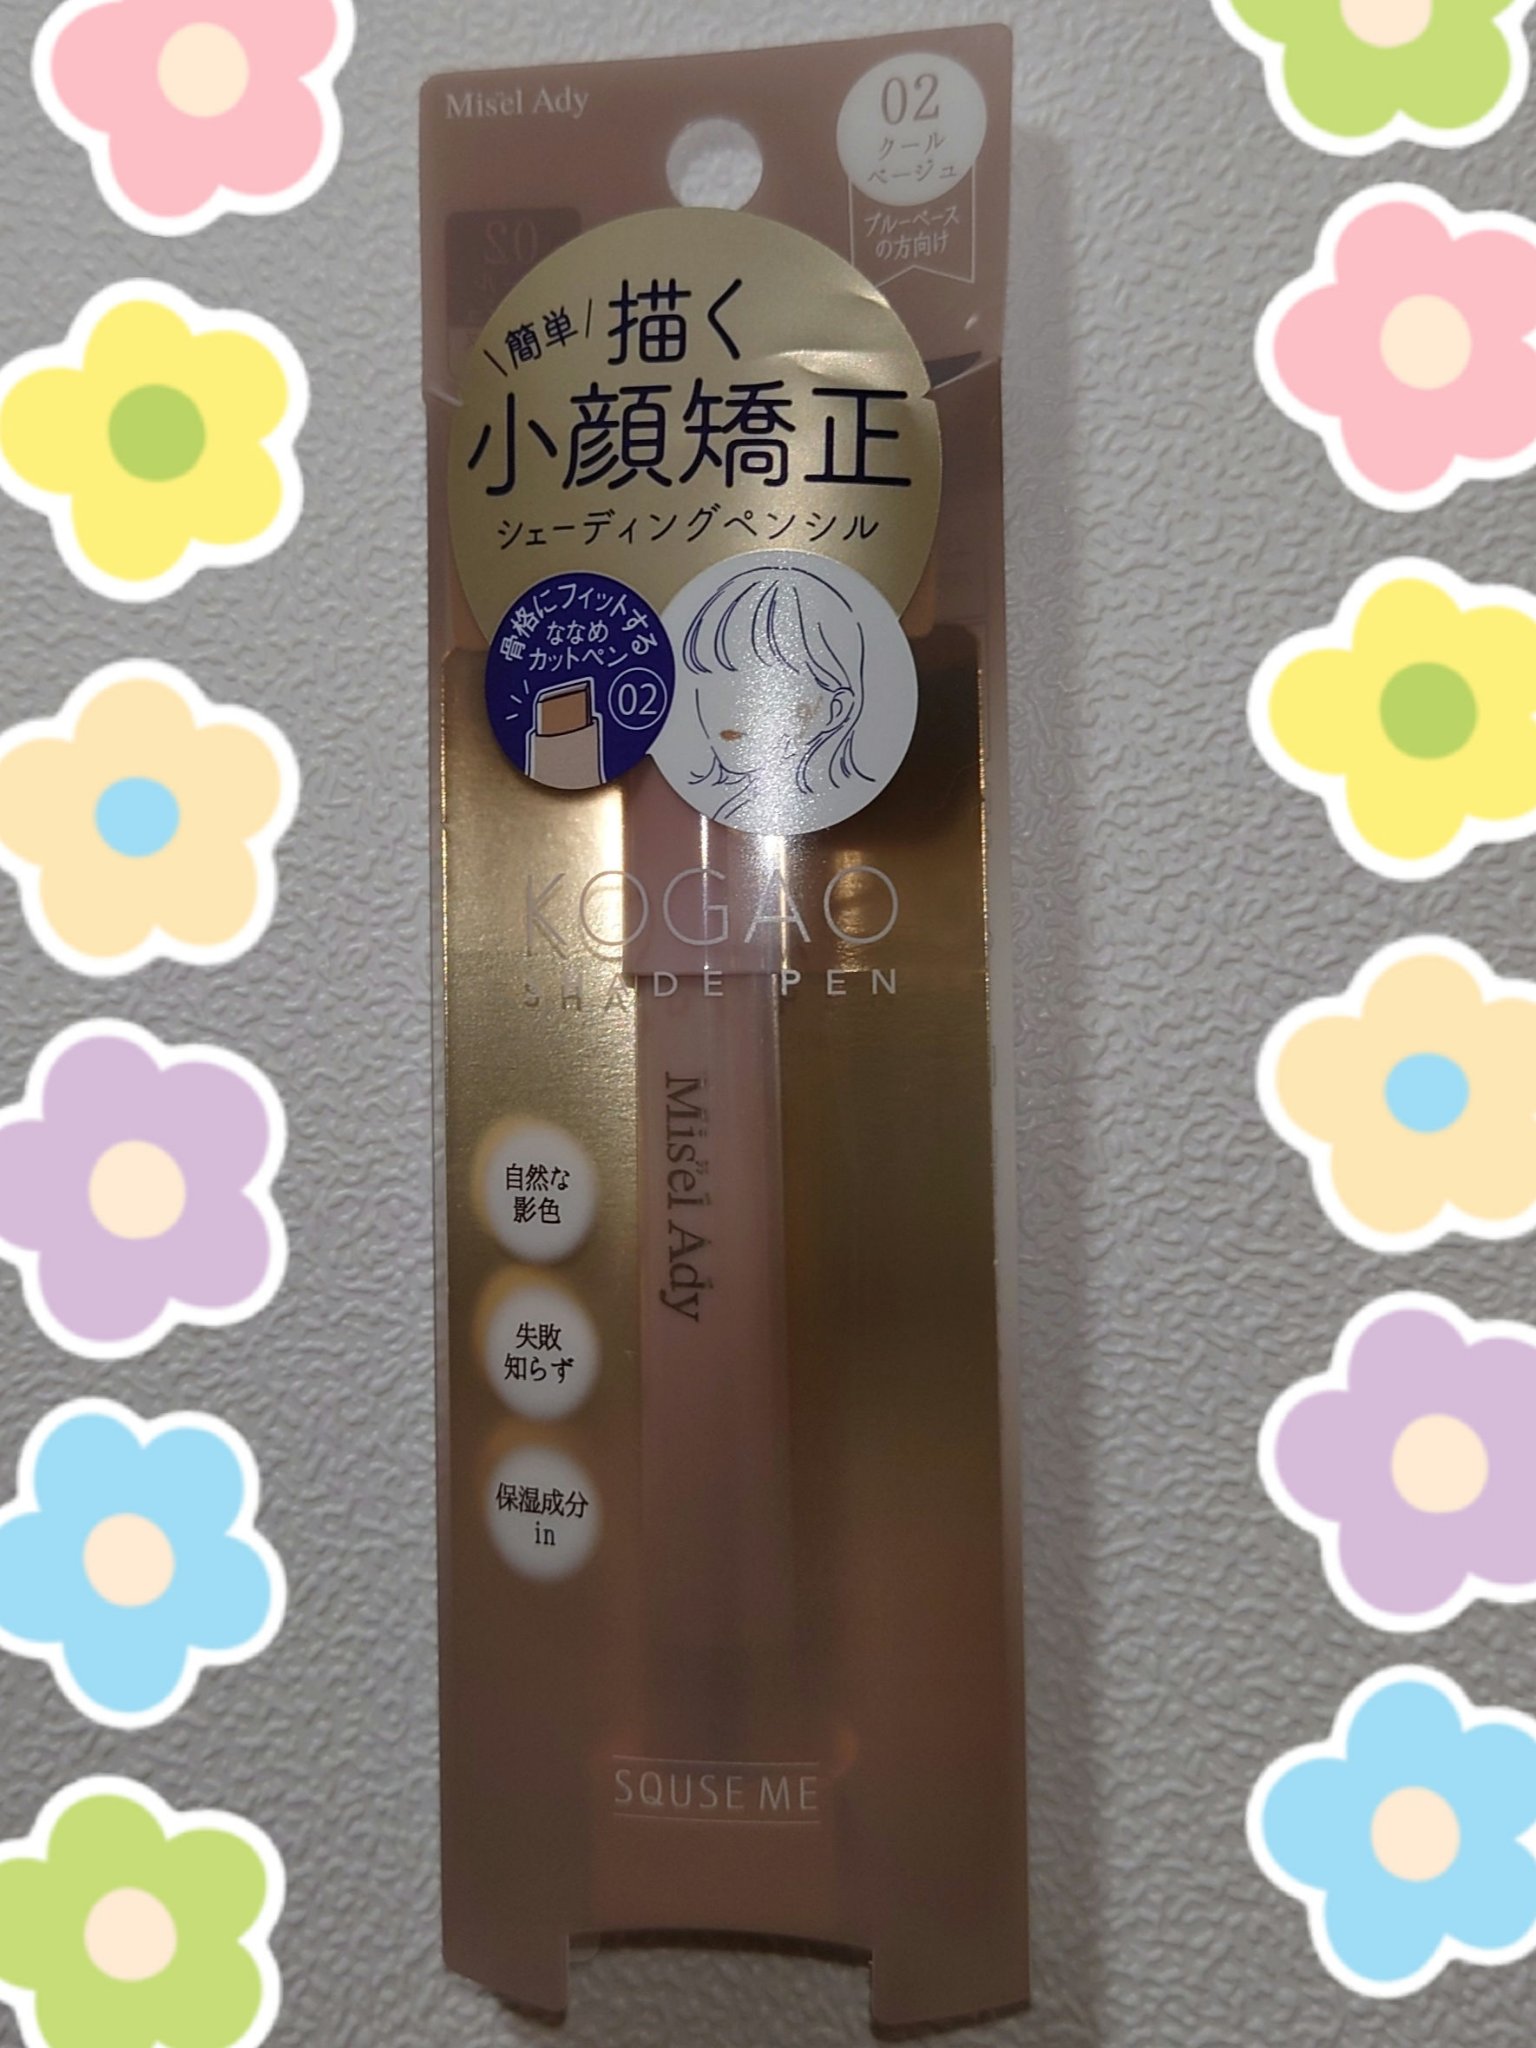 Misel Ady
02
クール
ベージュ
ブルーベース
の方向け
02
\簡単/描く
小顔矯正
シェーディングペンシル
骨格にフィットする
ななめ
カットペン
02
KOGAO
SHADE PEN
Misel Ady
自然な
影色
失敗
知らず
保湿成分
in
SQUSE ME